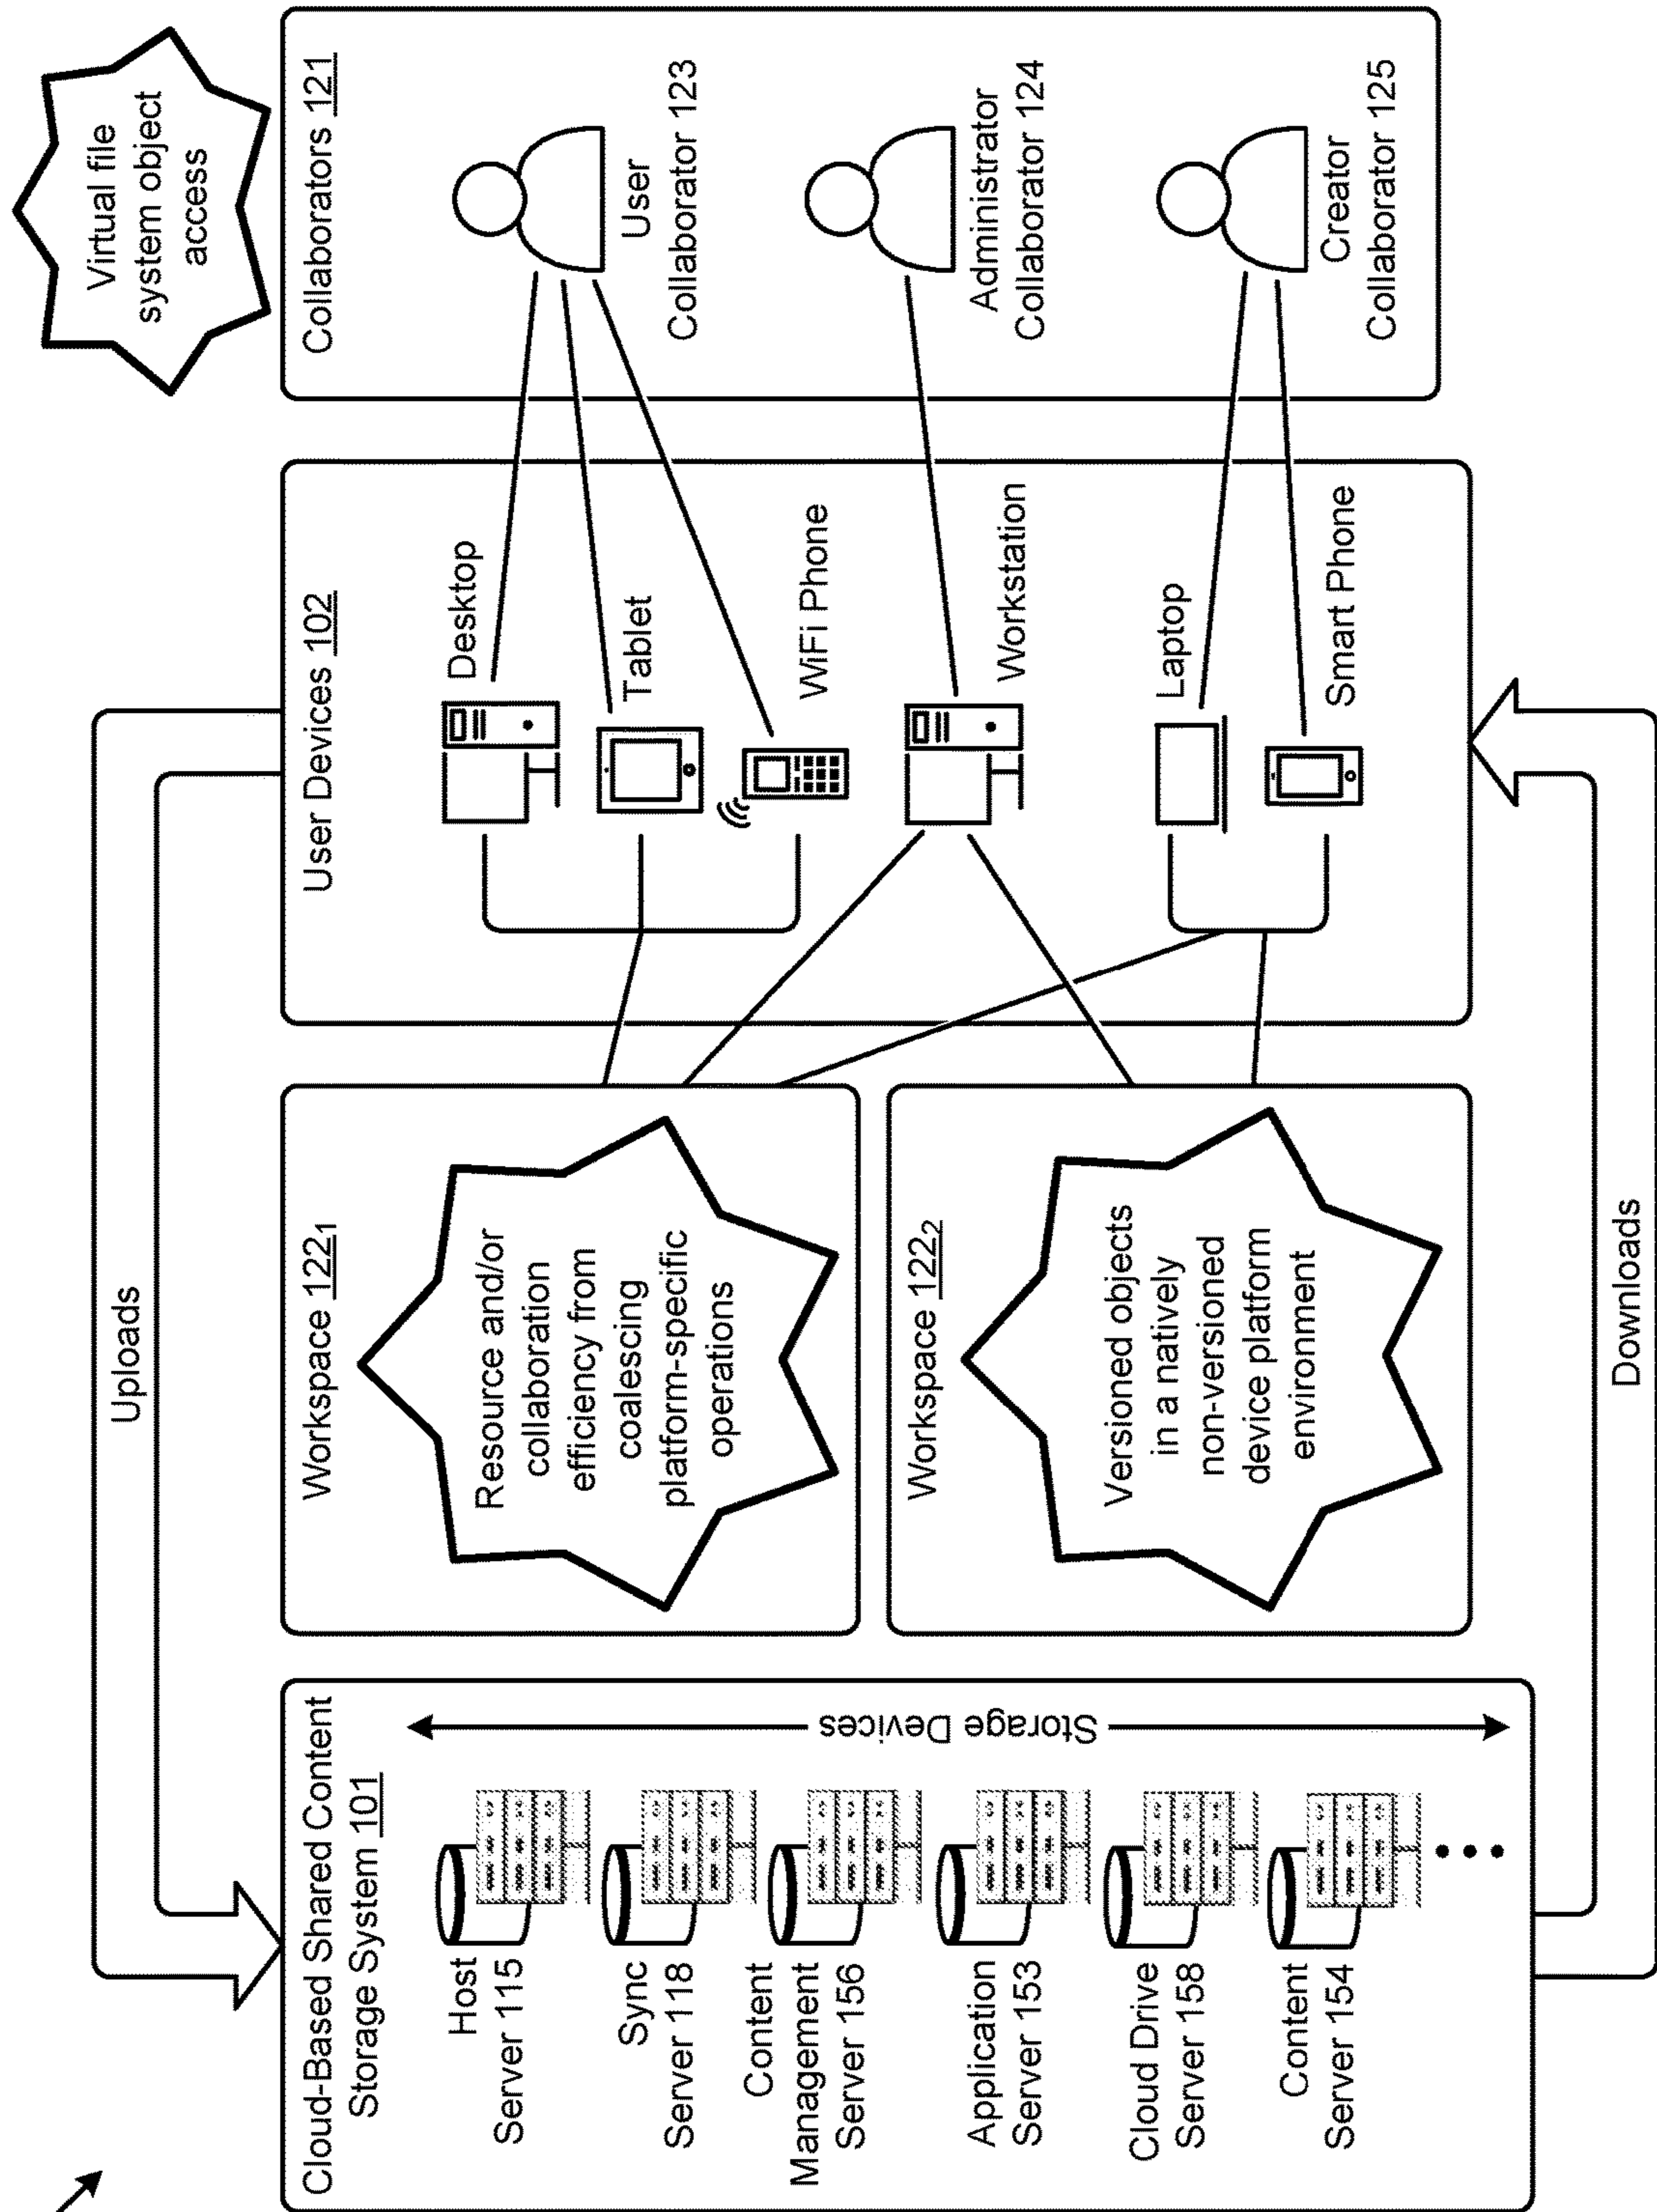 Uploads
Virtual file
system object
access
Cloud-Based Shared Content
Storage System 101
Host
Server 115
Sync
Server 118
Content
Management
Server 156
Application
Server 153
Cloud Drive
Server 158
Content
Server 154
Storage Devices
Workspace 122₁
Resource and/or
collaboration
efficiency from
coalescing
platform-specific
operations
Workspace 122₂
Versioned objects
in a natively
non-versioned
device platform
environment
User Devices 102
Desktop
Tablet
WiFi Phone
Workstation
Laptop
Smart Phone
Collaborators 121
User
Collaborator 123
Administrator
Collaborator 124
Creator
Collaborator 125
Downloads